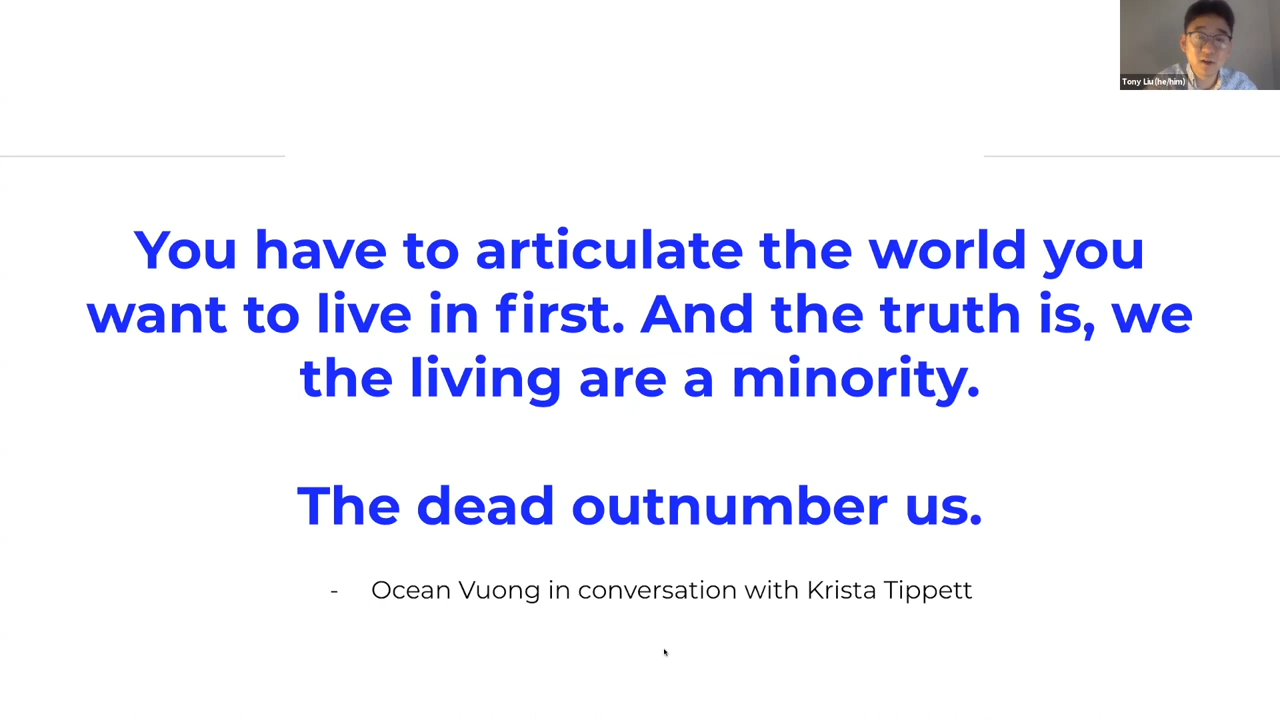 Tony Liu (he/him)
You have to articulate the world you
want to live in first. And the truth is, we
the living are a minority.
The dead outnumber us.
- Ocean Vuong in conversation with Krista Tippett